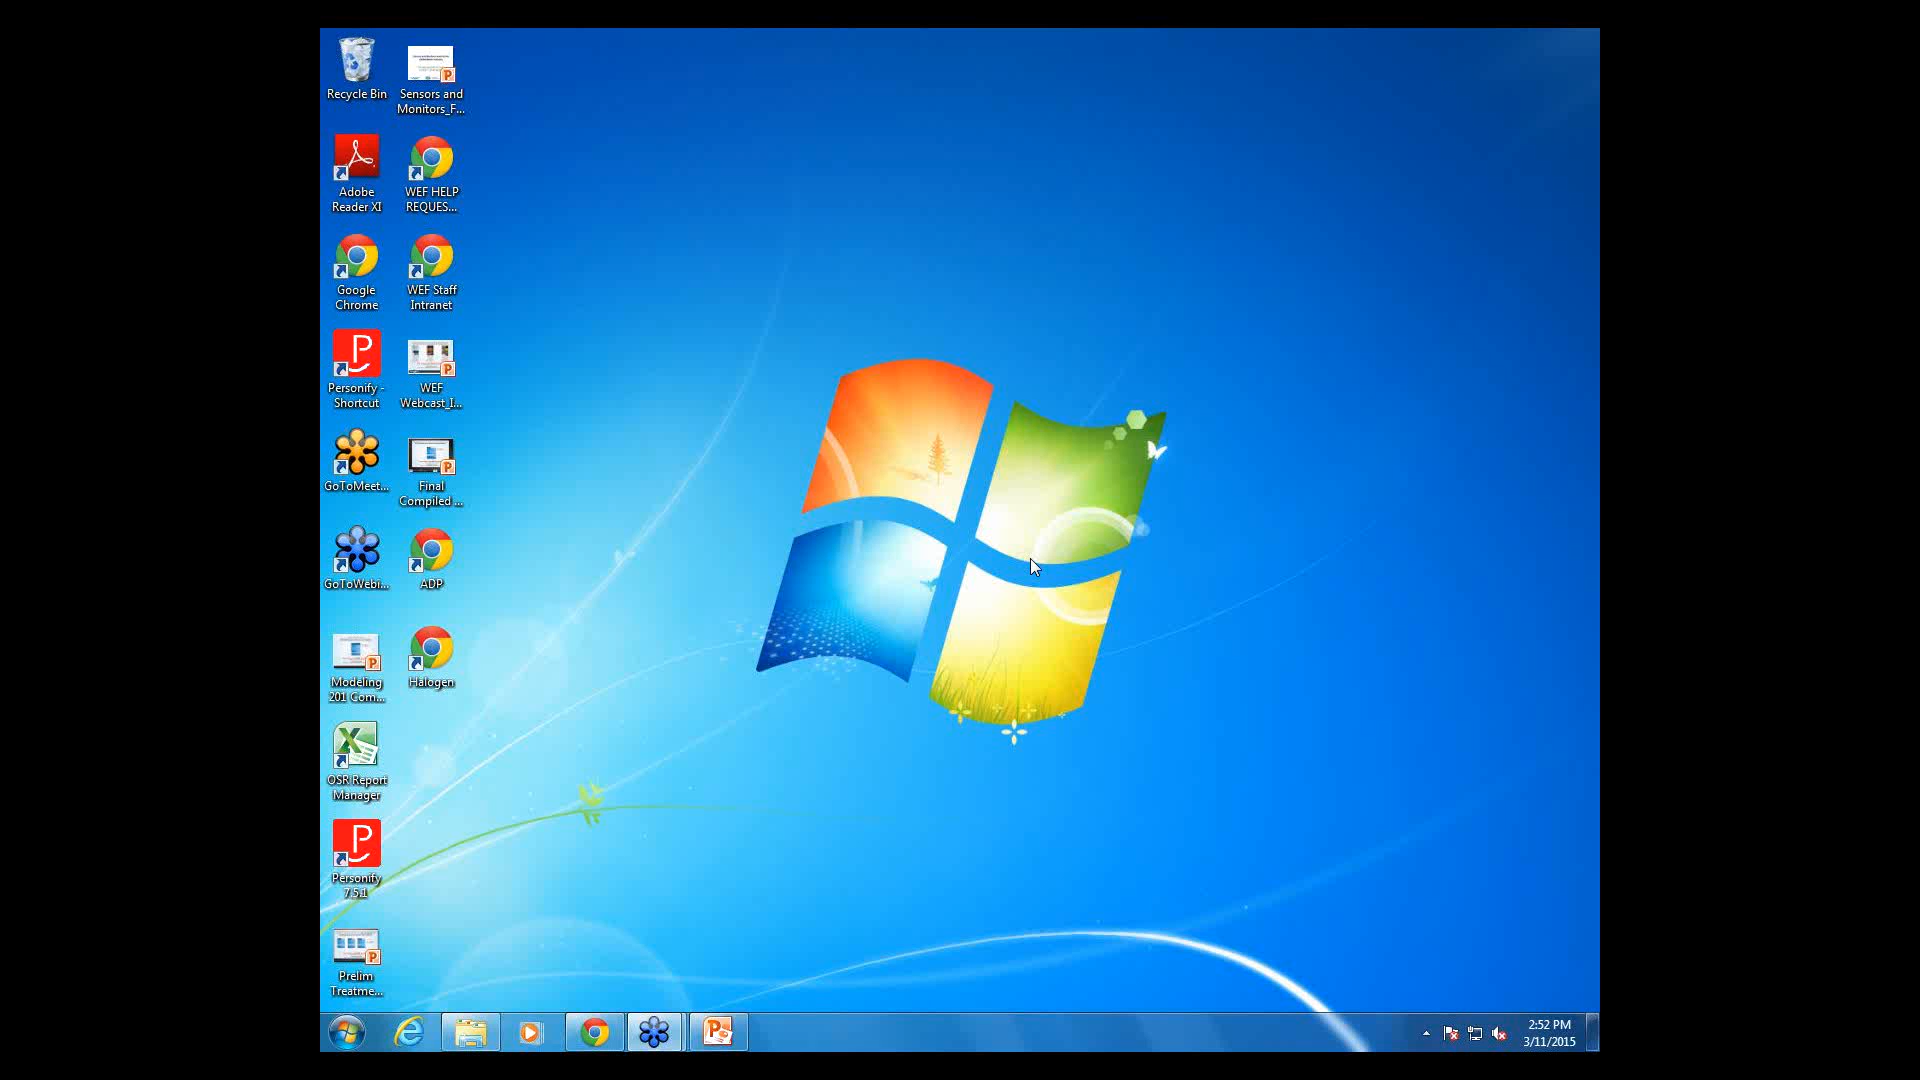 Recycle Bin
Sensors and
Monitors_F...
Adobe
Reader XI
WEF HELP
REQUES...
Google
Chrome
WEF Staff
Intranet
Personify -
Shortcut
WEF
Webcast_I...
GoToMeet...
Final
Compiled ...
GoToWebi...
ADP
Modeling
201 Com...
Halogen
OSR Report
Manager
Personify
7.5.1
Prelim
Treatme...
2:52 PM
3/11/2015